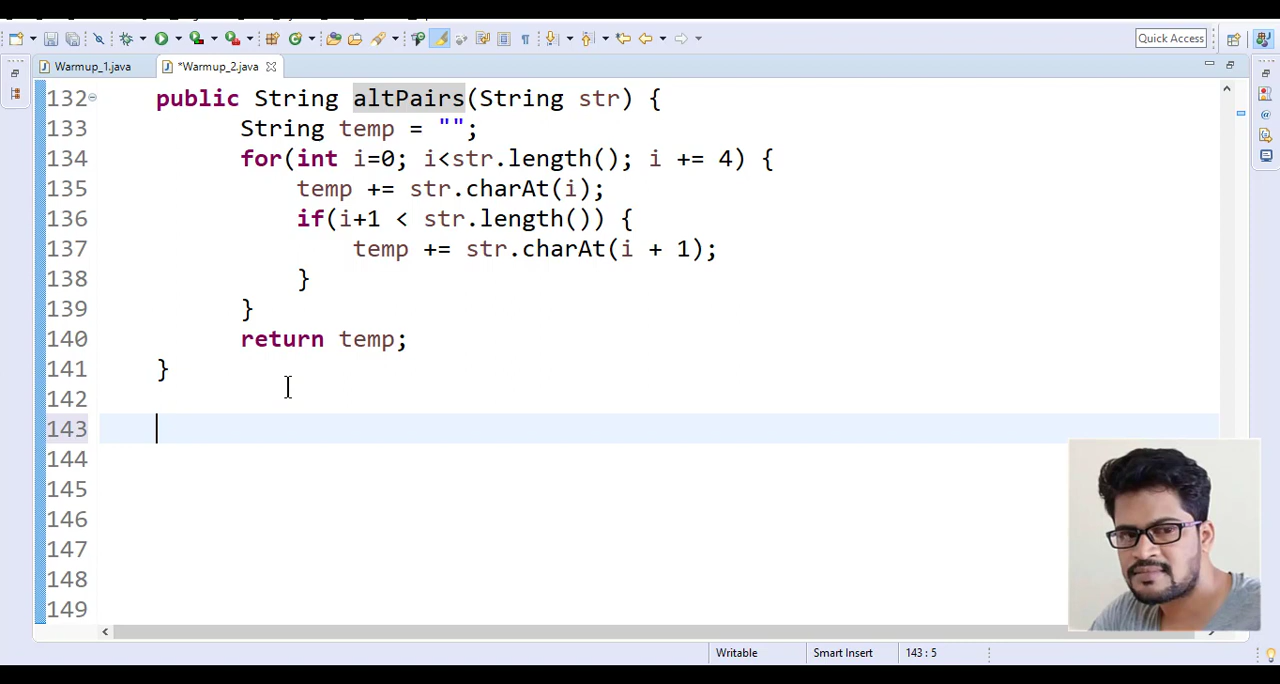 Quick Access
Warmup_1.java
*Warmup_2.java
132 public String altPairs(String str) {
133 String temp = "";
134 for(int i=0; i<str.length(); i += 4) {
135 temp += str.charAt(i);
136 if(i+1 < str.length()) {
137 temp += str.charAt(i + 1);
138 }
139 }
140 return temp;
141 }
142
143
144
145
146
147
148
149
Writable Smart Insert 143 : 5